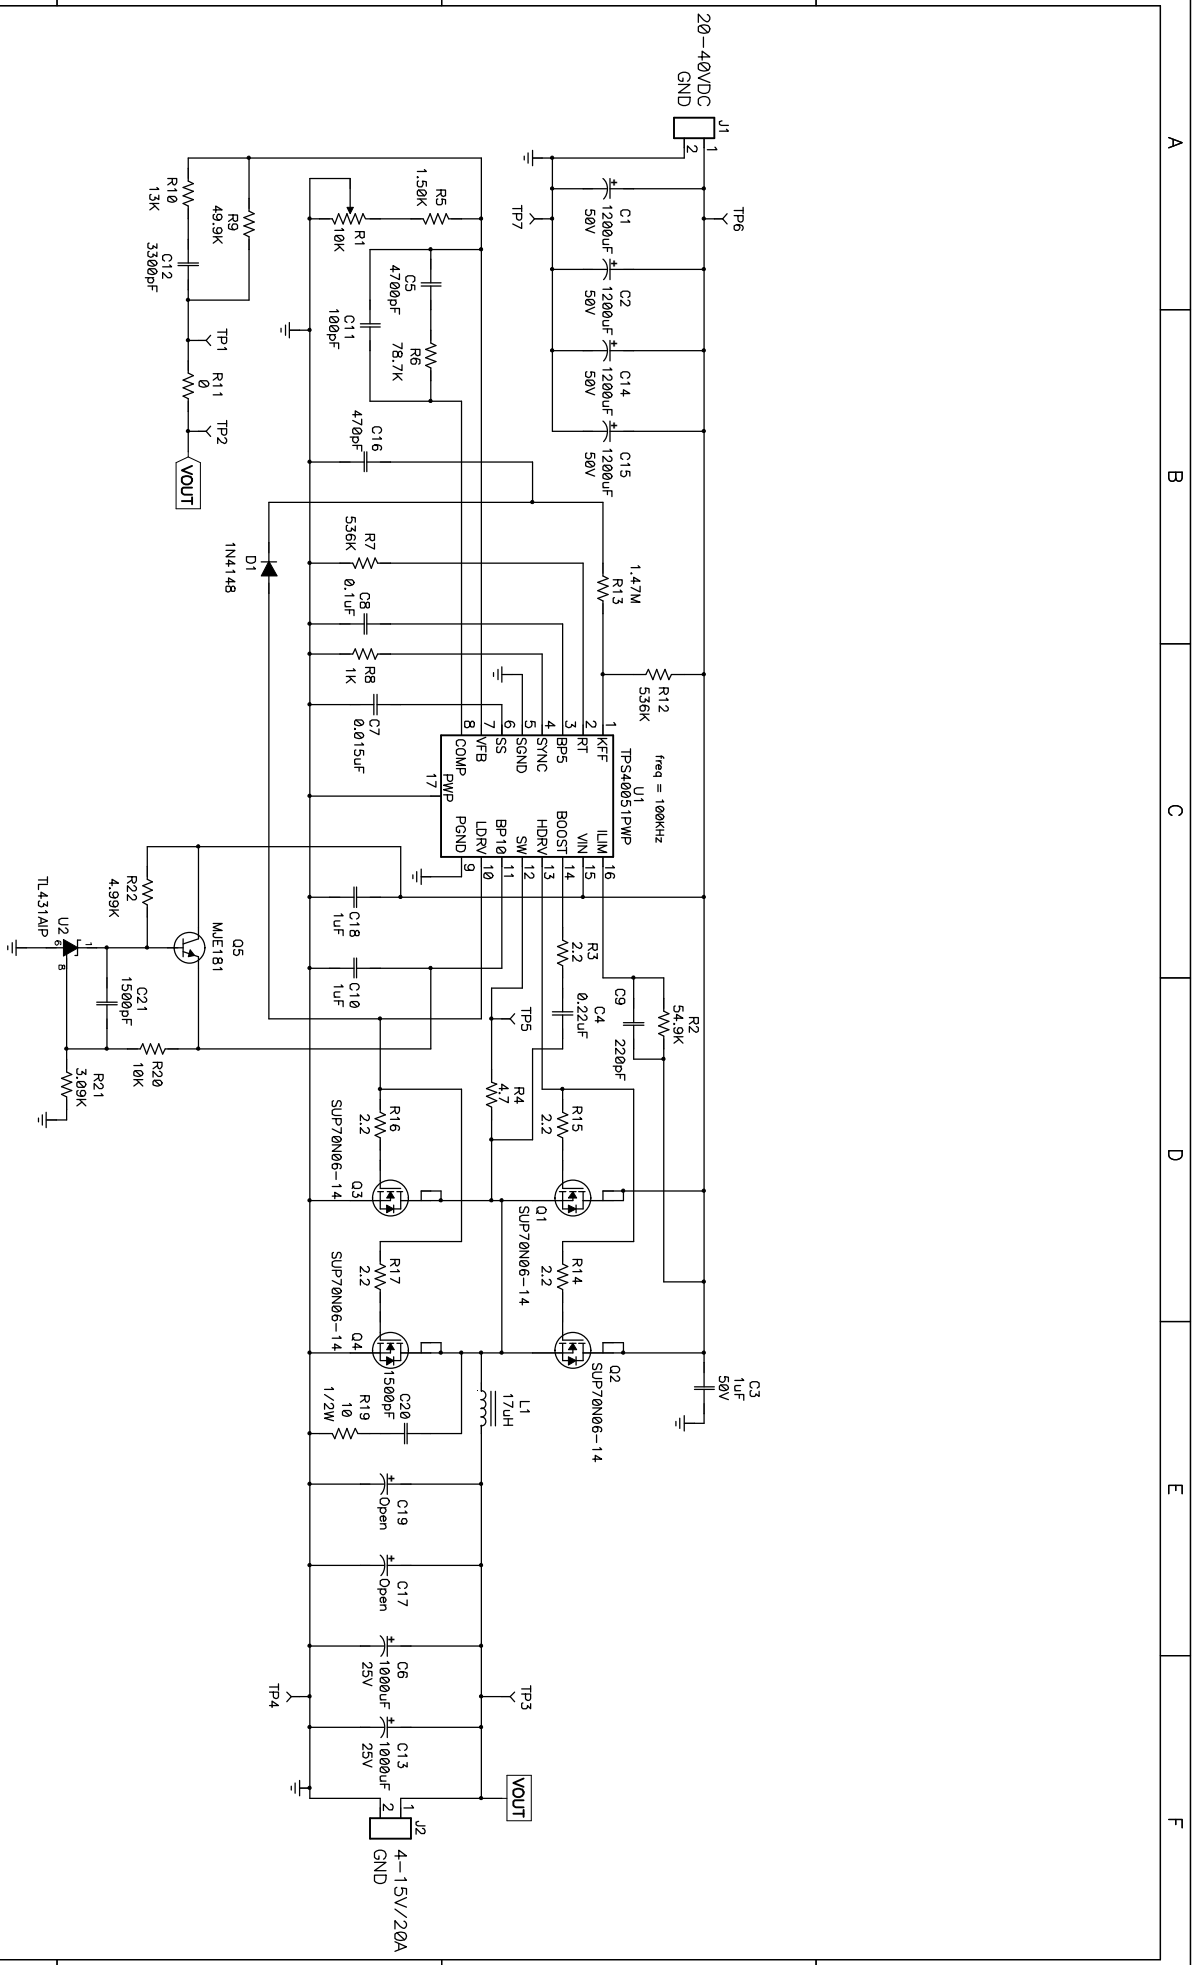 A
B
C
D
E
F
20-40VDC
GND
J1
1
2
TP6
TP7
C1
1200uF
50V
C2
1200uF
50V
C14
1200uF
50V
C15
1200uF
50V
R5
1.50K
R1
10K
C5
4700pF
R6
78.7K
C11
100pF
R9
49.9K
R10
13K
C12
3300pF
TP1
R11
0
TP2
VOUT
C16
470pF
R7
536K
D1
1N4148
1.47M
R13
C8
0.1uF
R8
1K
C7
0.015uF
R12
536K
freq = 100KHz
U1
TPS40051PWP
1 KFF
2 RT
3 BP5
4 SYNC
5 SGND
6 SS
7 VFB
8 COMP
17 PWP
ILIM 16
VIN 15
BOOST 14
HDRV 13
SW 12
BP10 11
LDRV 10
PGND 9
R3
2.2
C4
0.22uF
C9
220pF
R2
54.9K
TP5
R4
4.7
C18
1uF
C10
1uF
Q5
MJE181
R22
4.99K
U2
TL431AIP
1
6
8
C21
1500pF
R20
10K
R21
3.09K
R15
2.2
R16
2.2
Q1
SUP70N06-14
Q3
SUP70N06-14
R14
2.2
R17
2.2
Q2
SUP70N06-14
Q4
SUP70N06-14
C3
1uF
50V
L1
17uH
C20
1500pF
R19
10
1/2W
C19
Open
C17
Open
C6
1000uF
25V
C13
1000uF
25V
TP3
TP4
VOUT
J2
1
2
4-15V/20A
GND